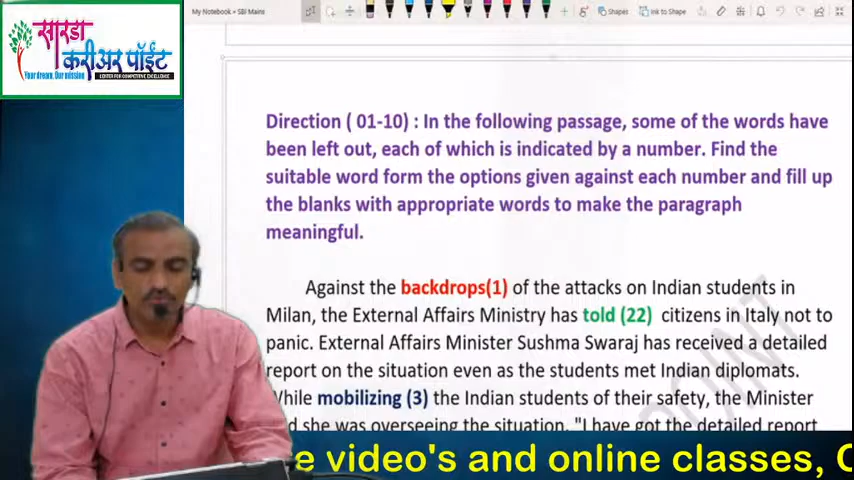 सारडा
करीअर पॉईंट
Your dream. Our mission.
CENTER FOR COMPETITIVE EXCELLENCE
My Notebook » SBI Mains
Shapes
Ink to Shape
Direction ( 01-10) : In the following passage, some of the words have
been left out, each of which is indicated by a number. Find the
suitable word form the options given against each number and fill up
the blanks with appropriate words to make the paragraph
meaningful.
Against the backdrops(1) of the attacks on Indian students in
Milan, the External Affairs Ministry has told (22) citizens in Italy not to
panic. External Affairs Minister Sushma Swaraj has received a detailed
report on the situation even as the students met Indian diplomats.
While mobilizing (3) the Indian students of their safety, the Minister
she was overseeing the situation. "I have got the detailed report
POINT
e video's and online classes, C